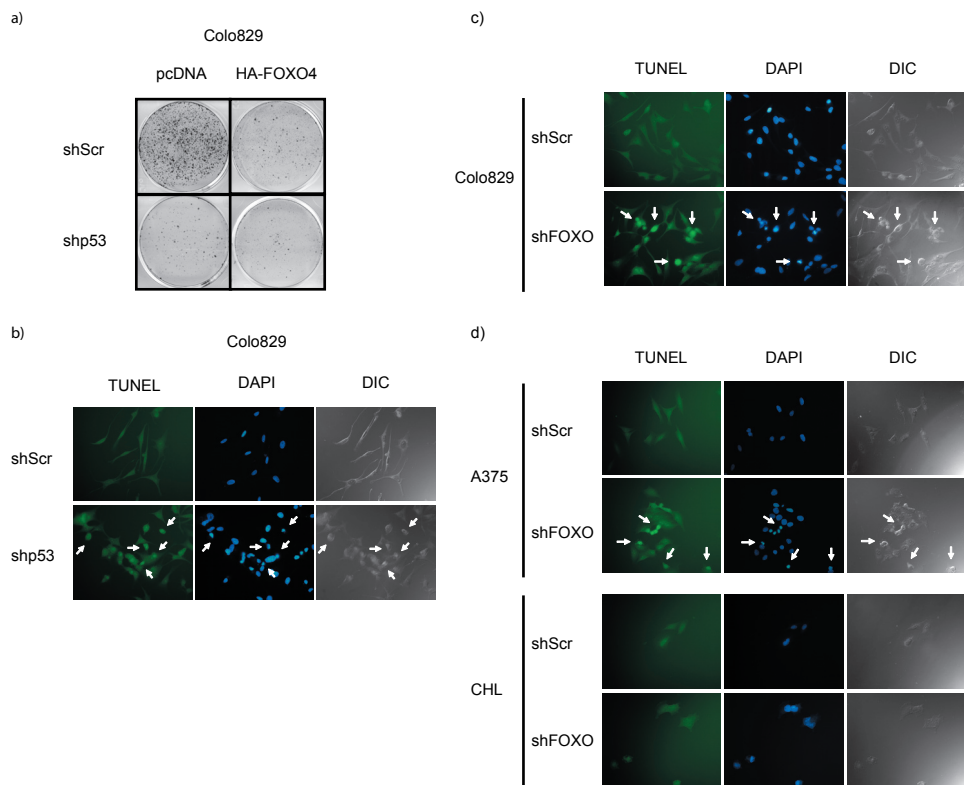 a)
Colo829
pcDNA HA-FOXO4
shScr
shp53
b)
Colo829
TUNEL DAPI DIC
shScr
shp53
c)
TUNEL DAPI DIC
shScr
Colo829
shFOXO
d)
TUNEL DAPI DIC
shScr
A375
shFOXO
shScr
CHL
shFOXO